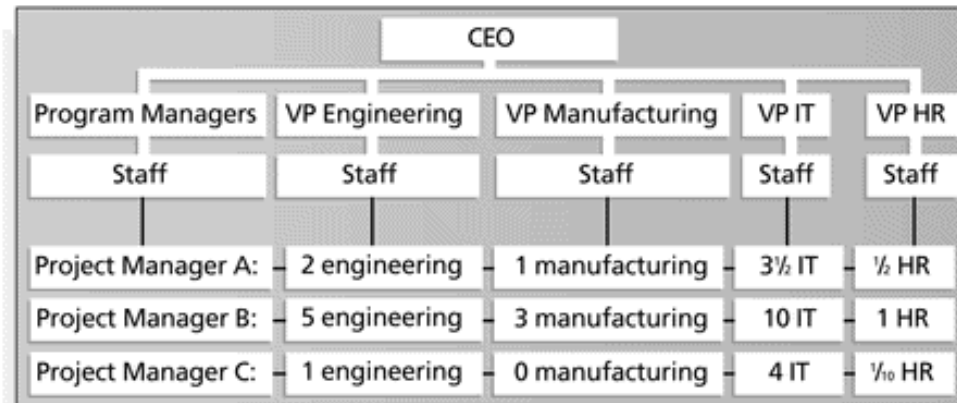 CEO
Program Managers VP Engineering VP Manufacturing VP IT VP HR
Staff Staff Staff Staff Staff
Project Manager A: 2 engineering 1 manufacturing 3½ IT ½ HR
Project Manager B: 5 engineering 3 manufacturing 10 IT 1 HR
Project Manager C: 1 engineering 0 manufacturing 4 IT 1/10 HR